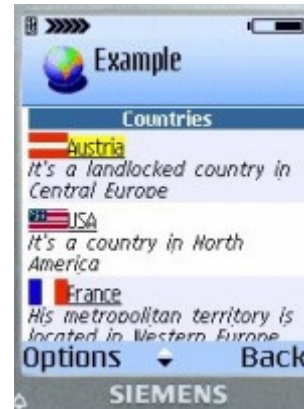 Example
Countries
Austria
It's a landlocked country in
Central Europe
USA
It's a country in North
America
France
His metropolitan territory is
located in Western Europe
Options Back
SIEMENS